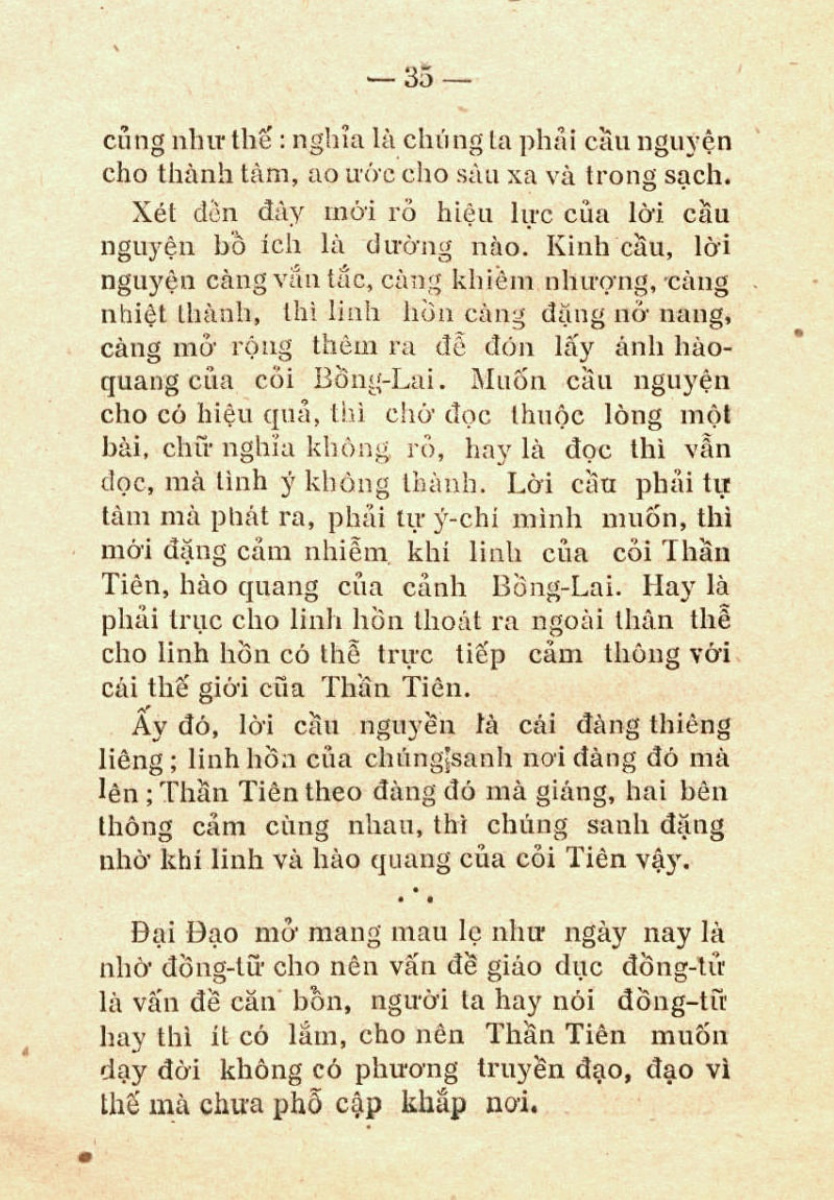 — 35 —
củng như thế : nghỉa là chúng ta phải cầu nguyện
cho thành tâm, ao ước cho sâu xa và trong sạch.
Xét đến đây mới rỏ hiệu lực của lời cầu
nguyện bồ ích là dường nào. Kinh cầu, lời
nguyện càng vắn tắc, càng khiêm nhượng, càng
nhiệt thành, thì linh hồn càng đặng nở nang,
càng mở rộng thêm ra để đón lấy ánh hào-
quang của cỏi Bồng-Lai. Muốn cầu nguyện
cho có hiệu quả, thì chớ đọc thuộc lòng một
bài, chữ nghỉa không rỏ, hay là đọc thì vẫn
đọc, mà tình ý không thành. Lời cầu phải tự
tâm mà phát ra, phải tự ý-chí mình muốn, thì
mới đặng cảm nhiễm khí linh của cỏi Thần
Tiên, hào quang của cảnh Bồng-Lai. Hay là
phải trục cho linh hồn thoát ra ngoài thân thể
cho linh hồn có thể trực tiếp cảm thông với
cái thế giới cũa Thần Tiên.
Ấy đó, lời cầu nguyền là cái đàng thiêng
liêng ; linh hồn của chúng sanh nơi đàng đó mà
lên ; Thần Tiên theo đàng đó mà giáng, hai bên
thông cảm cùng nhau, thì chúng sanh đặng
nhờ khí linh và hào quang của cỏi Tiên vậy.
Đại Đạo mở mang mau lẹ như ngày nay là
nhờ đồng-tữ cho nên vấn đề giáo dục đồng-tử
là vấn đề căn bổn, người ta hay nói đồng-tữ
hay thì ít có lắm, cho nên Thần Tiên muốn
dạy đời không có phương truyền đạo, đạo vì
thế mà chưa phổ cập khắp nơi.